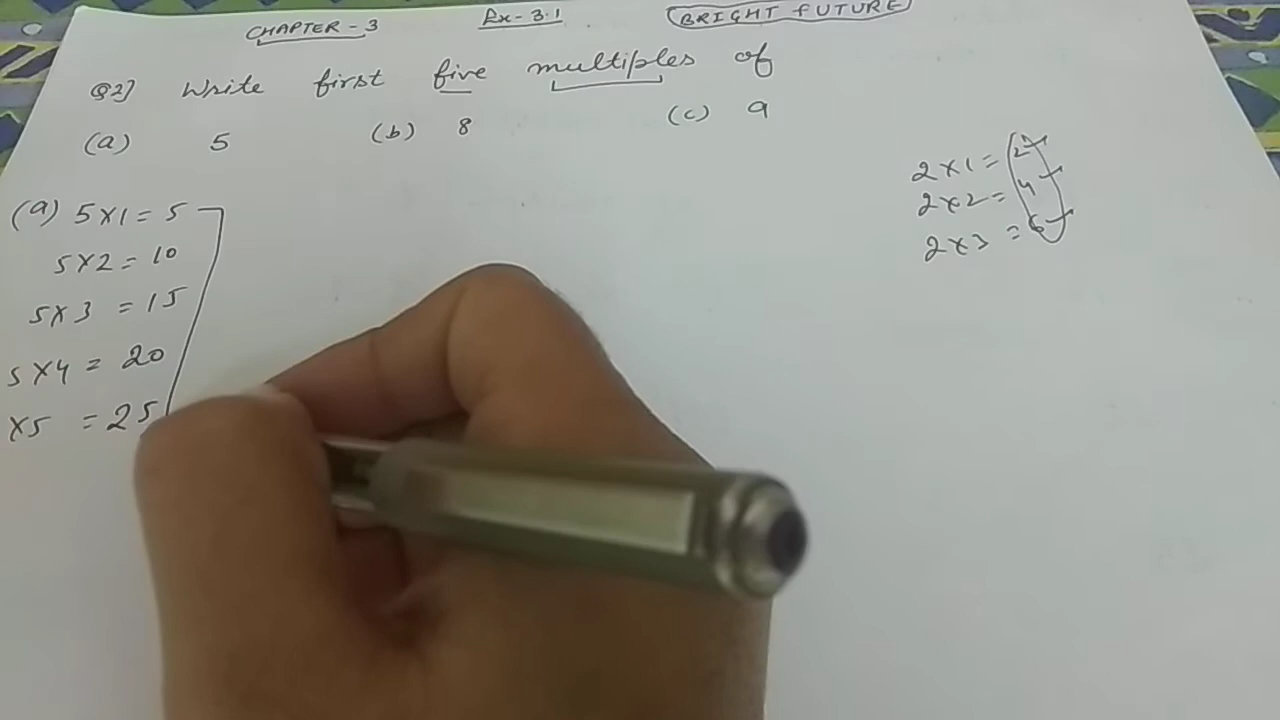 CHAPTER - 3 Ex - 3.1 BRIGHT FUTURE
Q2] Write first five multiples of
(a) 5 (b) 8 (c) 9
2 X 1 = 2
2 X 2 = 4
2 X 3 = 6
(a) 5 X 1 = 5
5 X 2 = 10
5 X 3 = 15
5 X 4 = 20
X 5 = 25